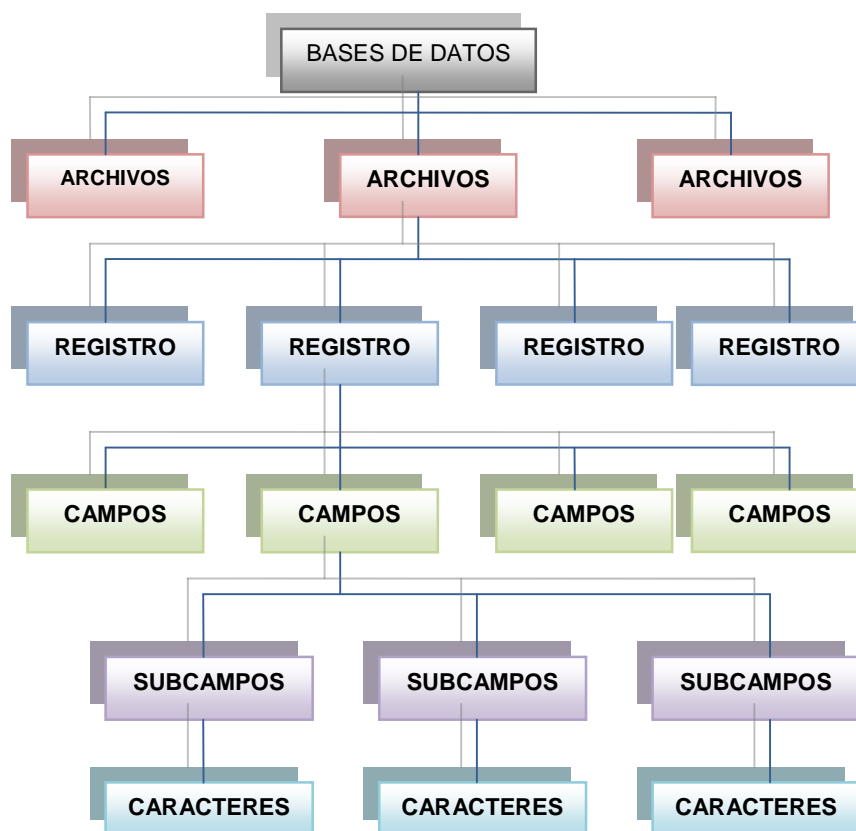 BASES DE DATOS
ARCHIVOS ARCHIVOS ARCHIVOS
REGISTRO REGISTRO REGISTRO REGISTRO
CAMPOS CAMPOS CAMPOS CAMPOS
SUBCAMPOS SUBCAMPOS SUBCAMPOS
CARACTERES CARACTERES CARACTERES